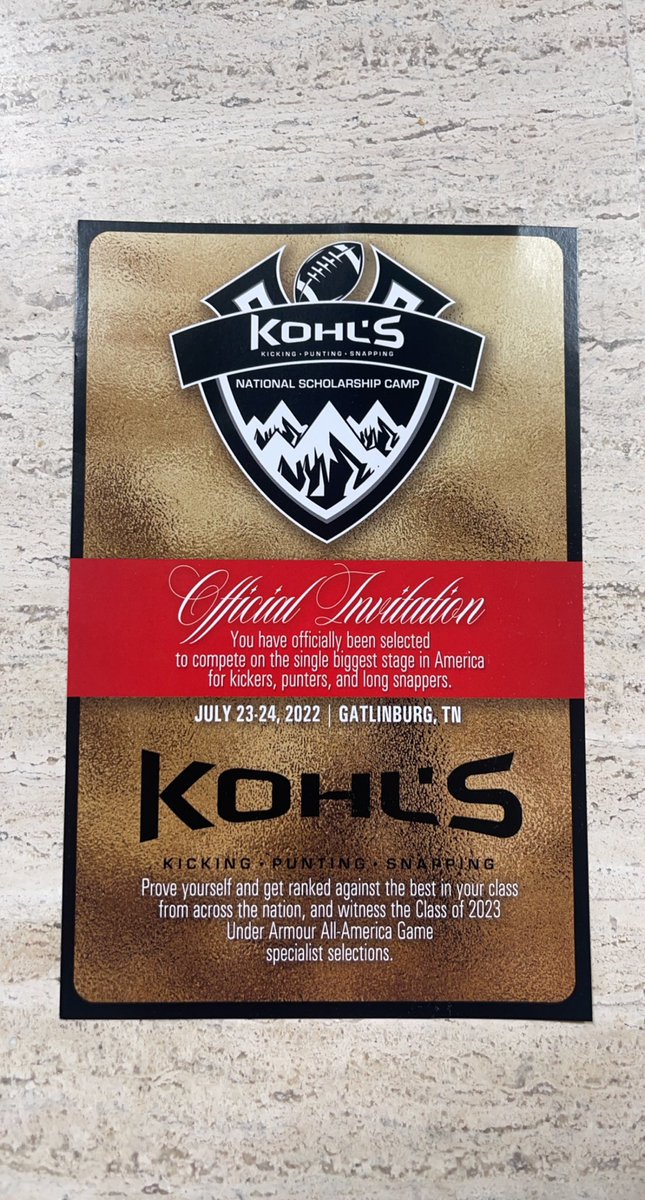 KOHL'S
KICKING • PUNTING • SNAPPING
NATIONAL SCHOLARSHIP CAMP
Official Invitation
You have officially been selected
to compete on the single biggest stage in America
for kickers, punters, and long snappers.
JULY 23-24, 2022 | GATLINBURG, TN
KOHL'S
KICKING • PUNTING • SNAPPING
Prove yourself and get ranked against the best in your class
from across the nation, and witness the Class of 2023
Under Armour All-America Game
specialist selections.